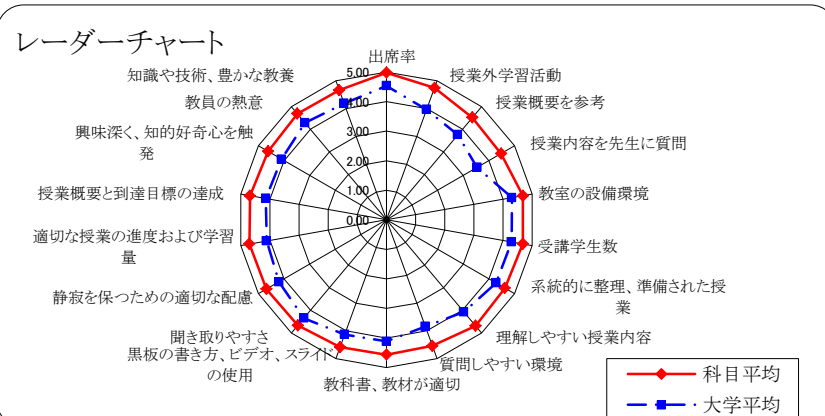 レーダーチャート
出席率
授業外学習活動
授業概要を参考
授業内容を先生に質問
教室の設備環境
受講学生数
系統的に整理、準備された授
業
理解しやすい授業内容
質問しやすい環境
教科書、教材が適切
黒板の書き方、ビデオ、スライド
の使用
聞き取りやすさ
静寂を保つための適切な配慮
適切な授業の進度および学習
量
授業概要と到達目標の達成
興味深く、知的好奇心を触
発
教員の熱意
知識や技術、豊かな教養
5.00
4.00
3.00
2.00
1.00
0.00
科目平均
大学平均